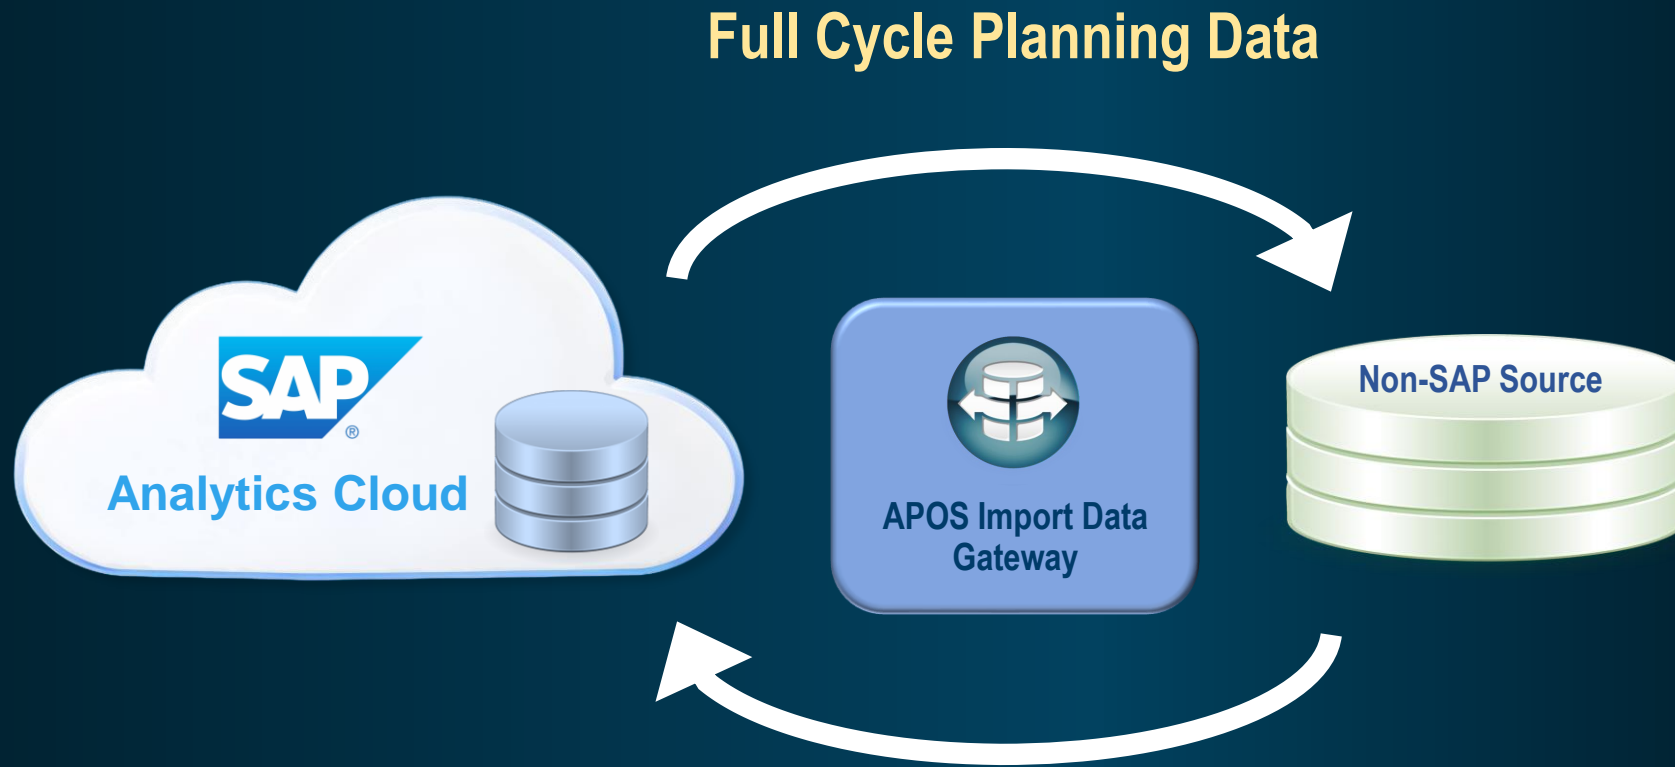 Full Cycle Planning Data
SAP
®
Analytics Cloud
APOS Import Data
Gateway
Non-SAP Source